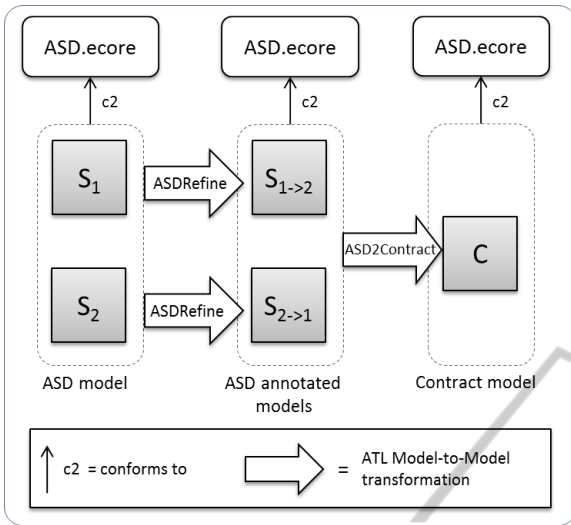 ASD.ecore
ASD.ecore
ASD.ecore
c2
c2
c2
S1
ASDRefine
S1->2
ASD2Contract
C
S2
ASDRefine
S2->1
ASD model
ASD annotated
models
Contract model
c2 = conforms to
= ATL Model-to-Model
transformation